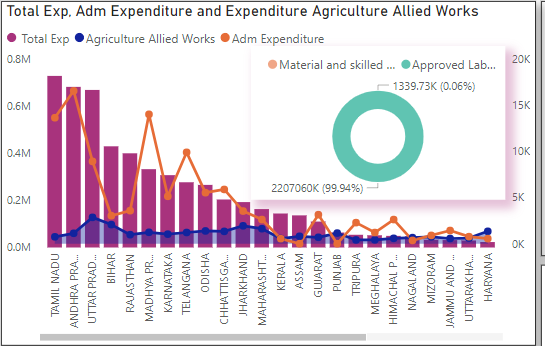 Total Exp, Adm Expenditure and Expenditure Agriculture Allied Works
Total Exp Agriculture Allied Works Adm Expenditure
0.8M
0.6M
0.4M
0.2M
0.0M
20K
15K
10K
5K
0K
Material and skilled ... Approved Lab...
1339.73K (0.06%)
2207060K (99.94%)
TAMIL NADU
ANDHRA PRA...
UTTAR PRAD...
BIHAR
RAJASTHAN
MADHYA PR...
KARNATAKA
TELANGANA
ODISHA
CHHATTISGA...
JHARKHAND
MAHARASHT...
KERALA
ASSAM
GUJARAT
PUNJAB
TRIPURA
MEGHALAYA
HIMACHAL P...
NAGALAND
MIZORAM
JAMMU AND ...
UTTARAKHA...
HARYANA